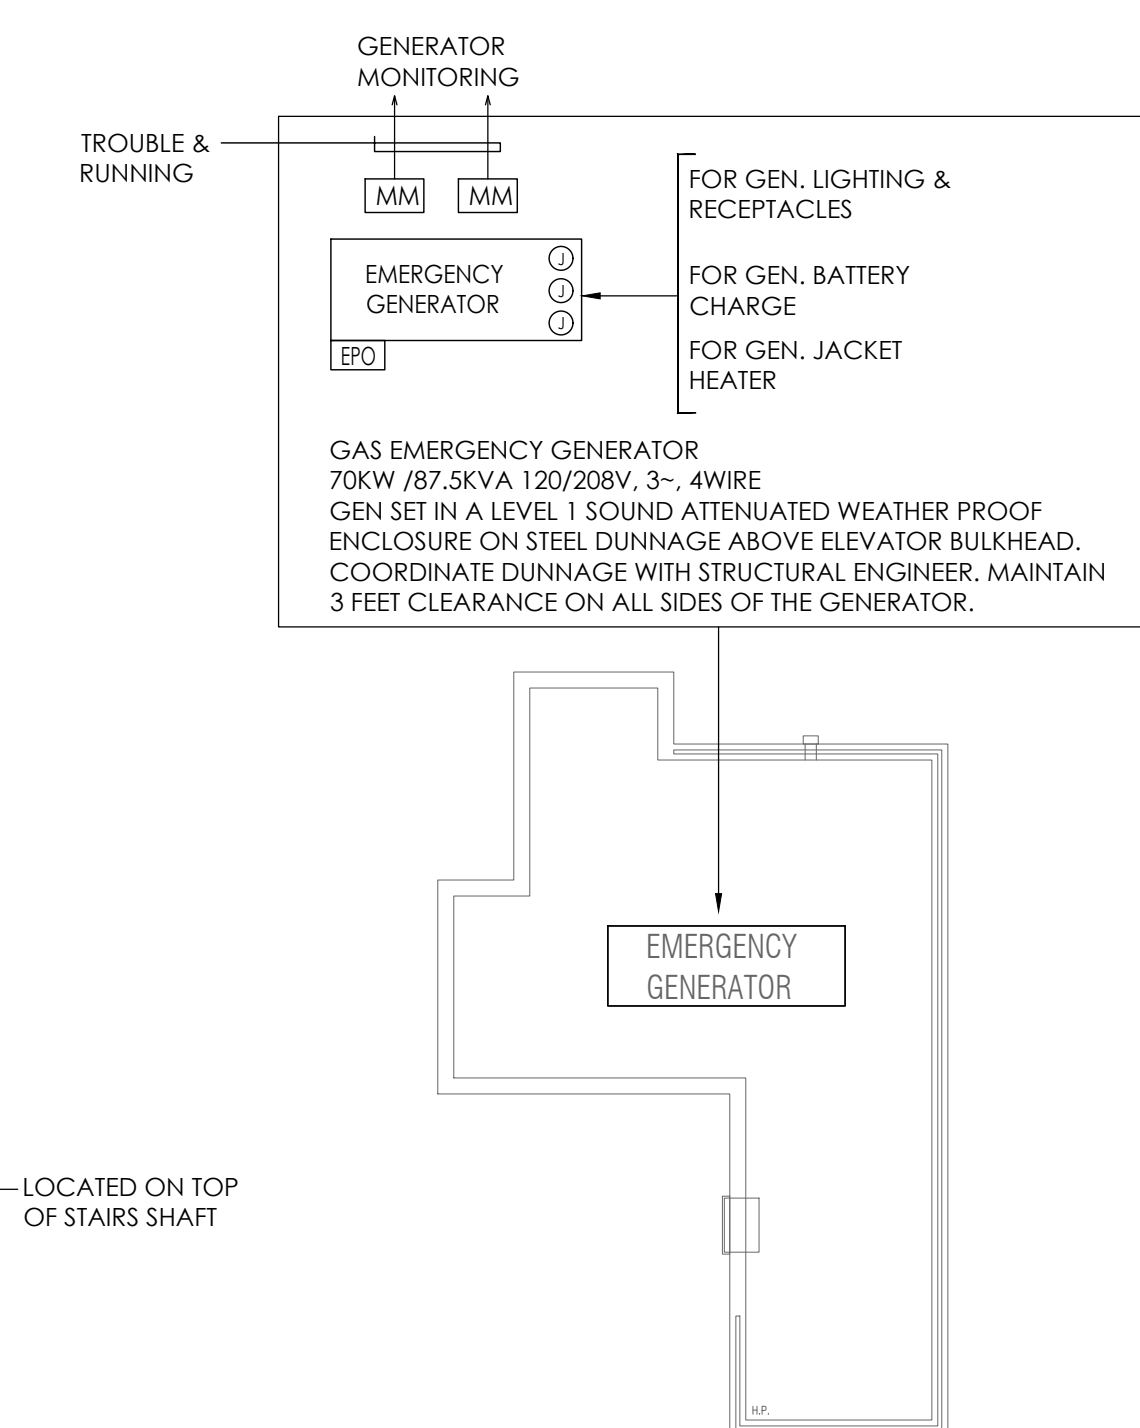 GENERATOR
MONITORING
TROUBLE &
RUNNING
MM MM
FOR GEN. LIGHTING &
RECEPTACLES
EMERGENCY
GENERATOR
J
J
J
FOR GEN. BATTERY
CHARGE
EPO
FOR GEN. JACKET
HEATER
GAS EMERGENCY GENERATOR
70KW /87.5KVA 120/208V, 3~, 4WIRE
GEN SET IN A LEVEL 1 SOUND ATTENUATED WEATHER PROOF
ENCLOSURE ON STEEL DUNNAGE ABOVE ELEVATOR BULKHEAD.
COORDINATE DUNNAGE WITH STRUCTURAL ENGINEER. MAINTAIN
3 FEET CLEARANCE ON ALL SIDES OF THE GENERATOR.
EMERGENCY
GENERATOR
LOCATED ON TOP
OF STAIRS SHAFT
H.P.